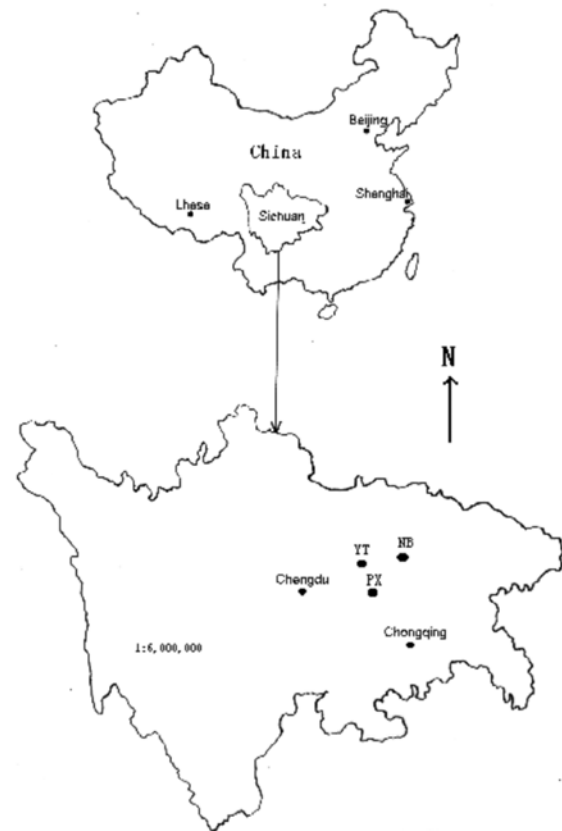 Beijing
China
Shanghai
Lhasa
Sichuan
N
NB
YT
PX
Chengdu
Chongqing
1:6,000,000